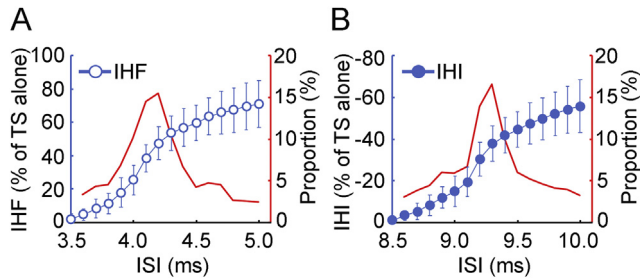 A
IHF
IHF (% of TS alone)
100
80
60
40
20
0
20
15
10
5
0
Proportion (%)
3.5 4.0 4.5 5.0
ISI (ms)
B
IHI
IHI (% of TS alone)
-80
-60
-40
-20
0
20
15
10
5
0
Proportion (%)
8.5 9.0 9.5 10.0
ISI (ms)